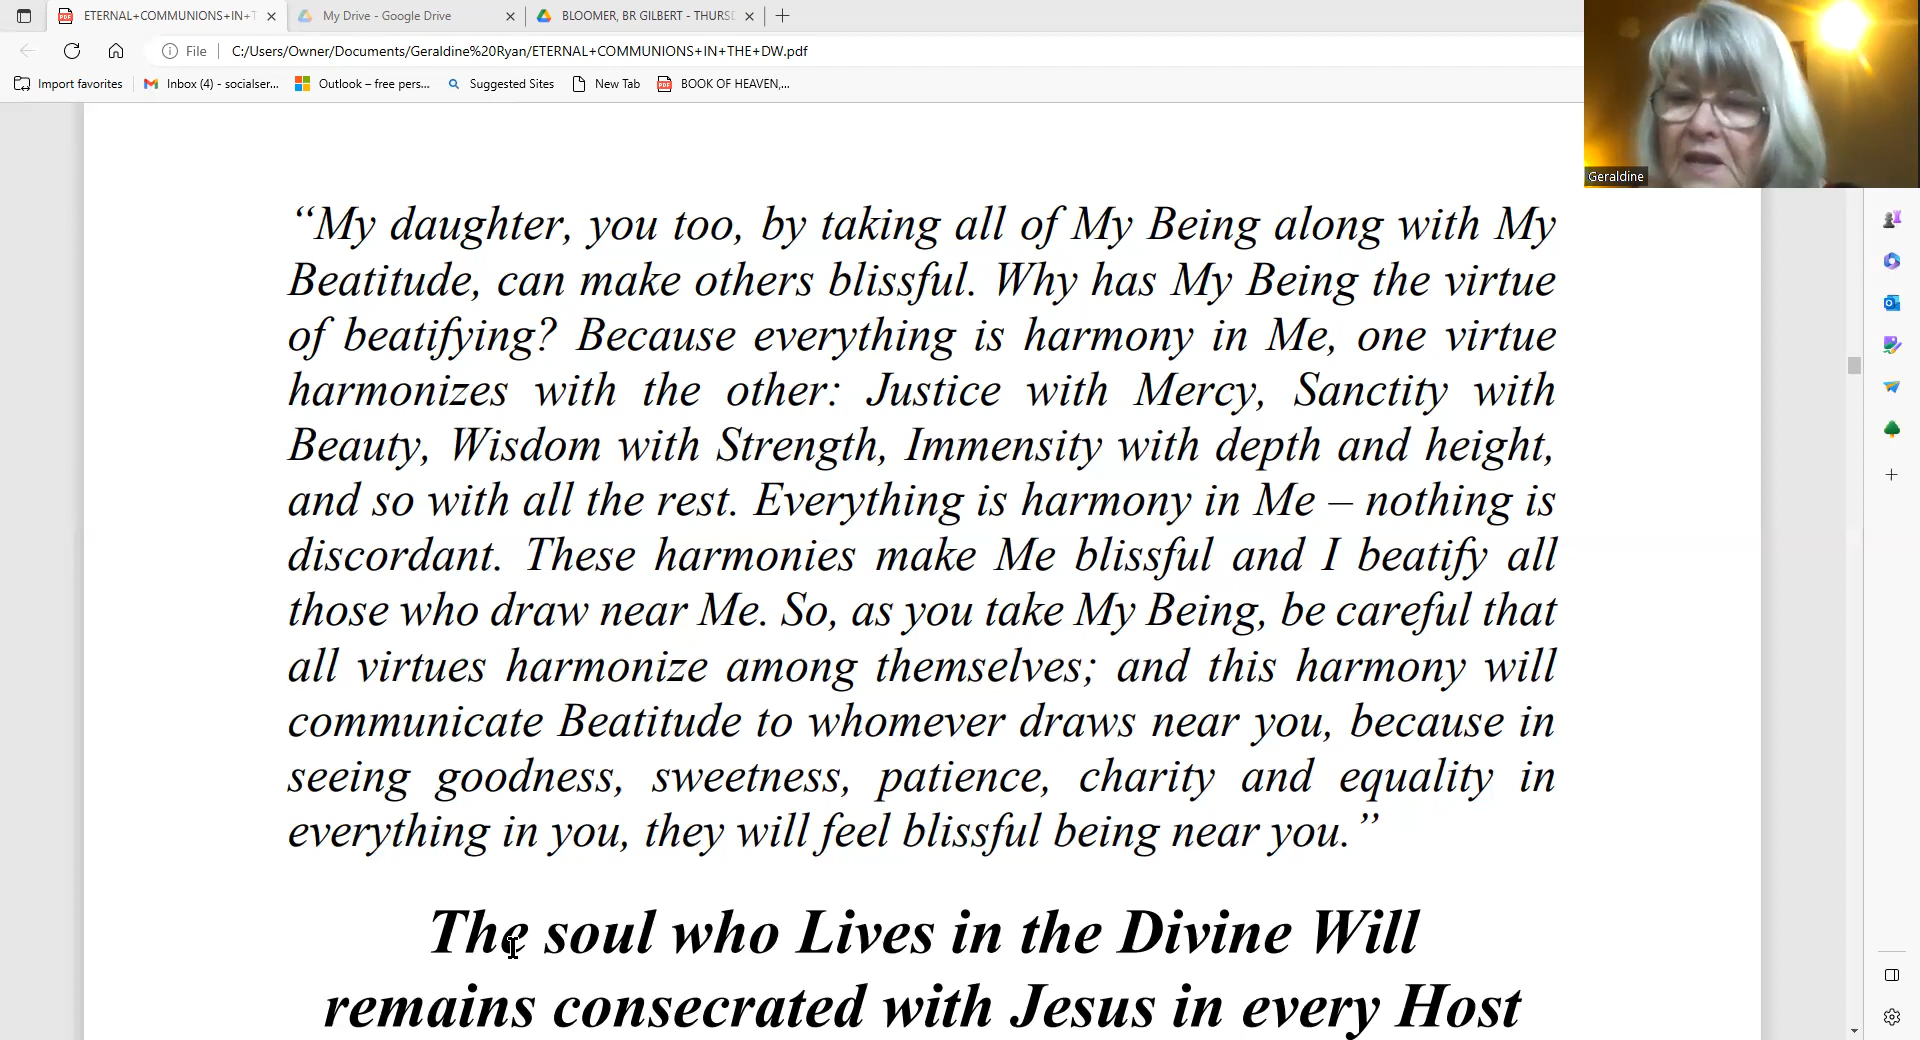 ETERNAL+COMMUNIONS+IN+T
My Drive - Google Drive
BLOOMER, BR GILBERT - THURSD
File
C:/Users/Owner/Documents/Geraldine%20Ryan/ETERNAL+COMMUNIONS+IN+THE+DW.pdf
Import favorites
Inbox (4) - socialser...
Outlook – free pers...
Suggested Sites
New Tab
BOOK OF HEAVEN,...
Geraldine
“My daughter, you too, by taking all of My Being along with My
Beatitude, can make others blissful. Why has My Being the virtue
of beatifying? Because everything is harmony in Me, one virtue
harmonizes with the other: Justice with Mercy, Sanctity with
Beauty, Wisdom with Strength, Immensity with depth and height,
and so with all the rest. Everything is harmony in Me – nothing is
discordant. These harmonies make Me blissful and I beatify all
those who draw near Me. So, as you take My Being, be careful that
all virtues harmonize among themselves; and this harmony will
communicate Beatitude to whomever draws near you, because in
seeing goodness, sweetness, patience, charity and equality in
everything in you, they will feel blissful being near you.”
The soul who Lives in the Divine Will
remains consecrated with Jesus in every Host